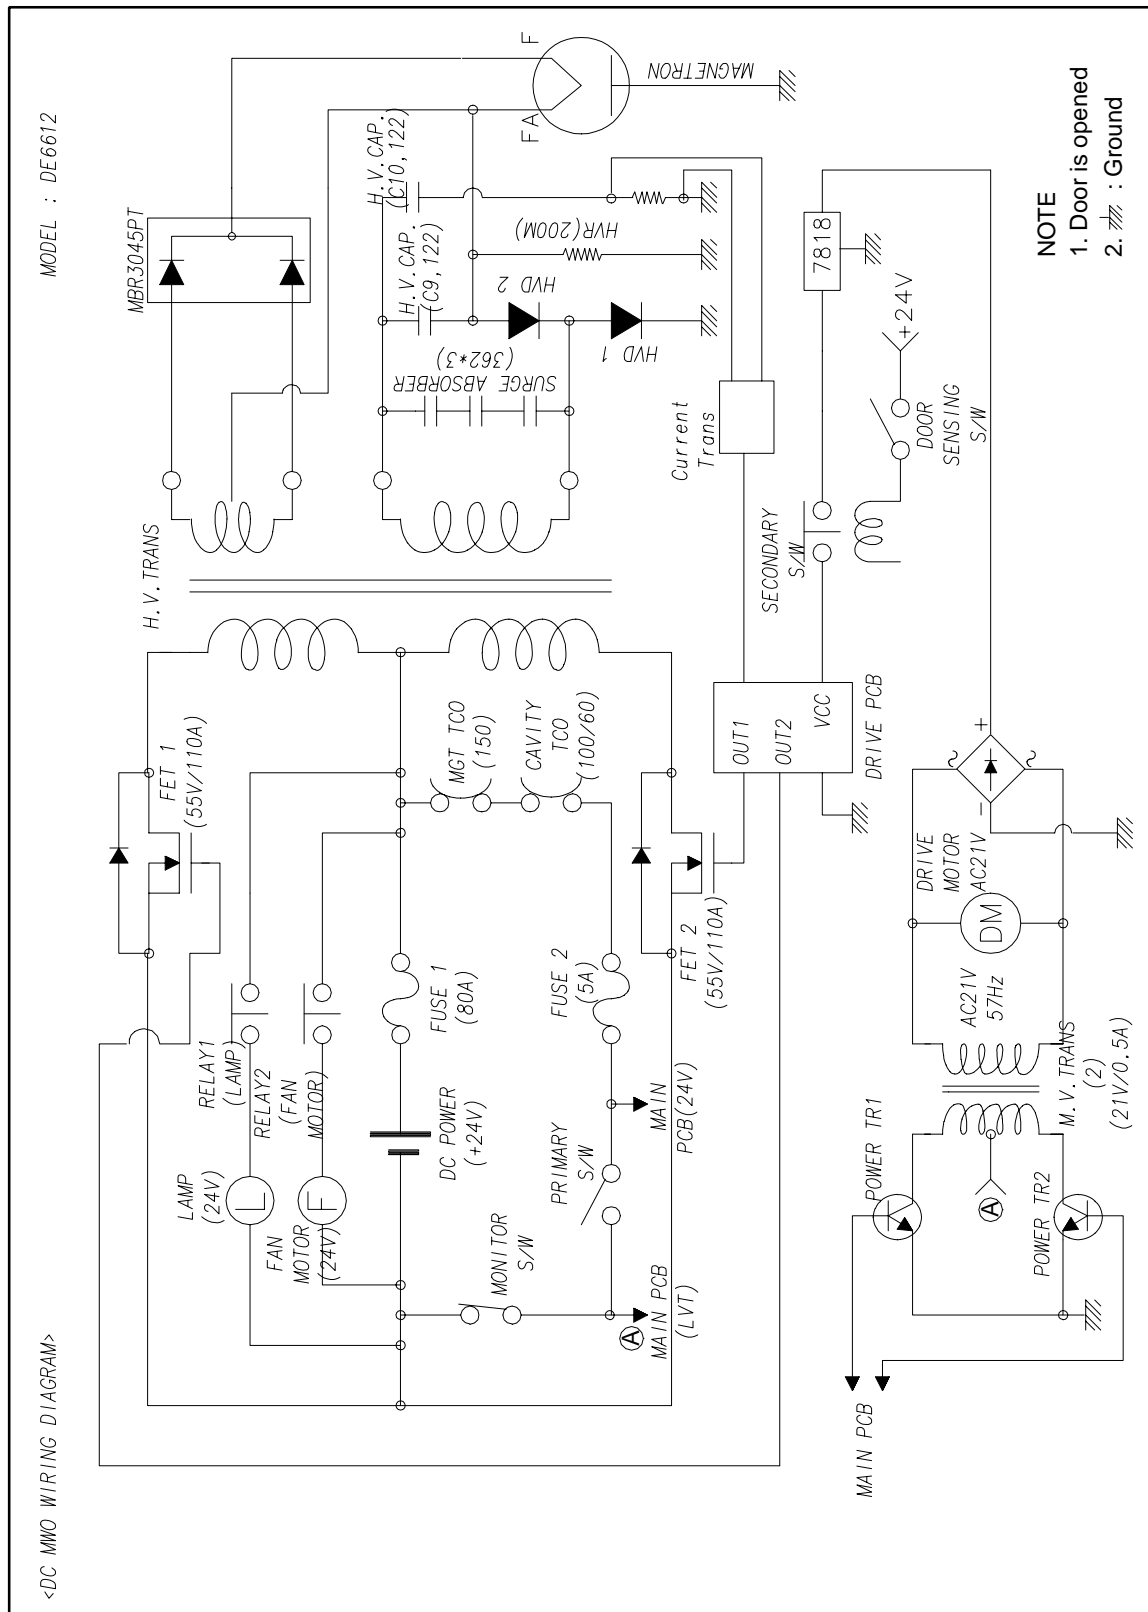 <DC MWO WIRING DIAGRAM>
MODEL : DE6612
MBR3045PT
H.V.TRANS
F
FA
MAGNETRON
H.V.CAP.
(C10,122
H.V.CAP.
(C9,122)
HVR(200M)
HVD 2
HVD 1
SURGE ABSORBER
(362*3)
Current
Trans
7818
+24V
DOOR
SENSING
S/W
SECONDARY
S/W
NOTE
1. Door is opened
2. : Ground
FET 1
(55V/110A)
MGT TCO
(150)
CAVITY
TCO
(100/60)
OUT1
OUT2
VCC
DRIVE PCB
FET 2
(55V/110A)
FUSE 1
(80A)
FUSE 2
(5A)
RELAY1
(LAMP)
RELAY2
(FAN
MOTOR)
LAMP
(24V)
L
FAN
MOTOR
(24V)
F
DC POWER
(+24V)
MAIN
PCB(24V)
PRIMARY
S/W
MONITOR
S/W
A
MAIN PCB
(LVT)
+
-
~
~
DRIVE
MOTOR
AC21V
DM
AC21V
57Hz
M.V.TRANS
(2)
(21V/0.5A)
POWER TR1
POWER TR2
A
MAIN PCB